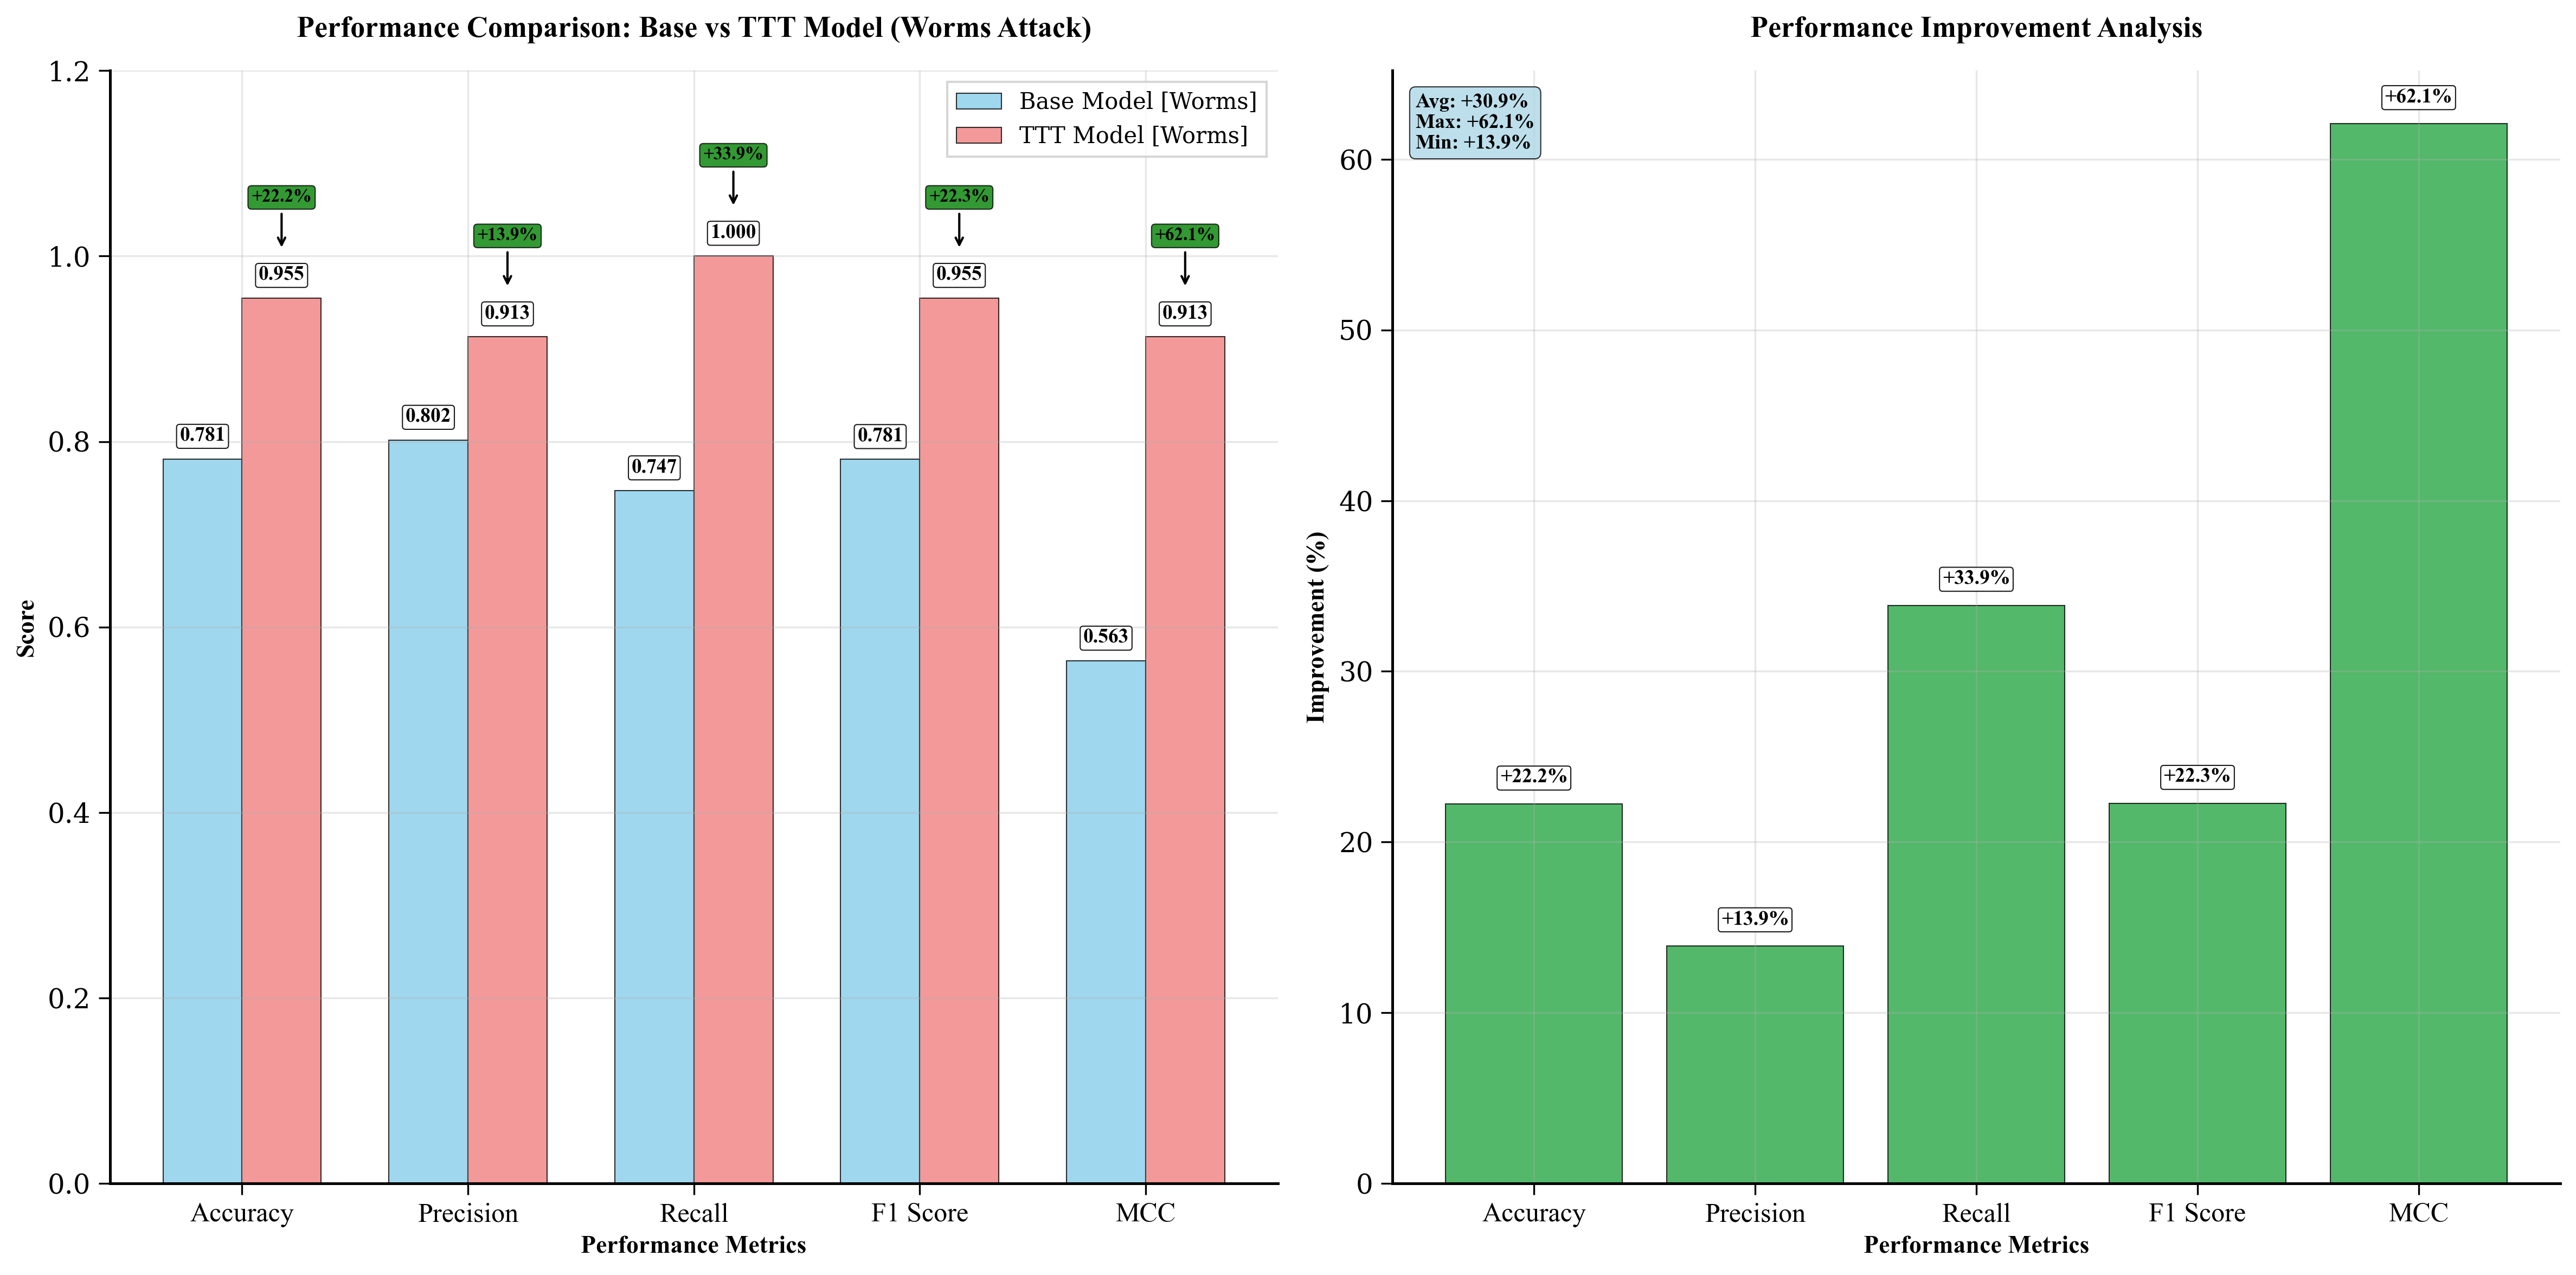 Performance Comparison: Base vs TTT Model (Worms Attack)
Base Model [Worms]
TTT Model [Worms]
Score
1.2
1.0
0.8
0.6
0.4
0.2
0.0
+22.2%
+13.9%
+33.9%
+22.3%
+62.1%
0.781
0.955
0.802
0.913
0.747
1.000
0.781
0.955
0.563
0.913
Accuracy
Precision
Recall
F1 Score
MCC
Performance Metrics
Performance Improvement Analysis
Avg: +30.9%
Max: +62.1%
Min: +13.9%
Improvement (%)
60
50
40
30
20
10
0
+22.2%
+13.9%
+33.9%
+22.3%
+62.1%
Accuracy
Precision
Recall
F1 Score
MCC
Performance Metrics